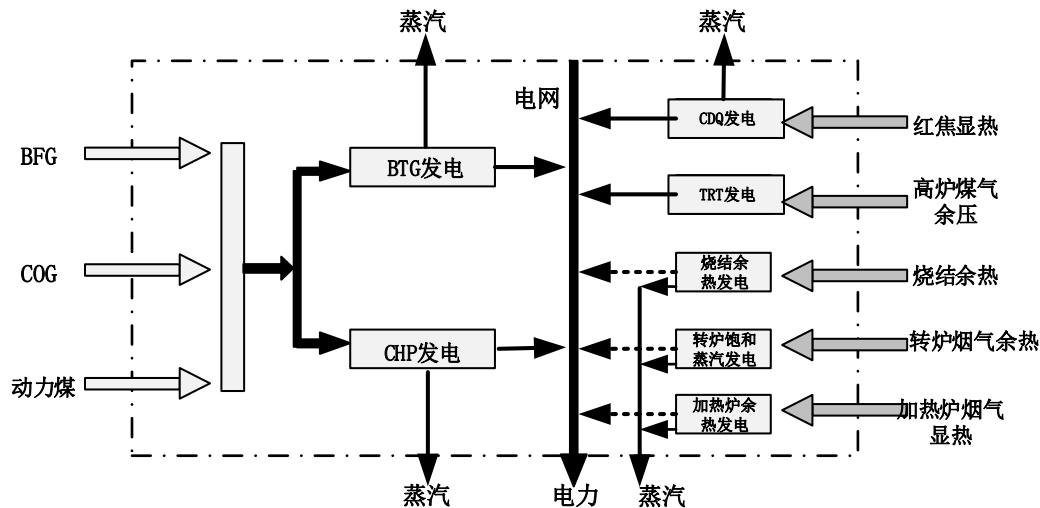 蒸汽
蒸汽
电网
CDQ发电
红焦显热
BFG
BTG发电
TRT发电
高炉煤气
余压
COG
烧结余
热发电
烧结余热
CHP发电
转炉饱和
蒸汽发电
转炉烟气余热
动力煤
加热炉余
热发电
加热炉烟气
显热
蒸汽
电力
蒸汽